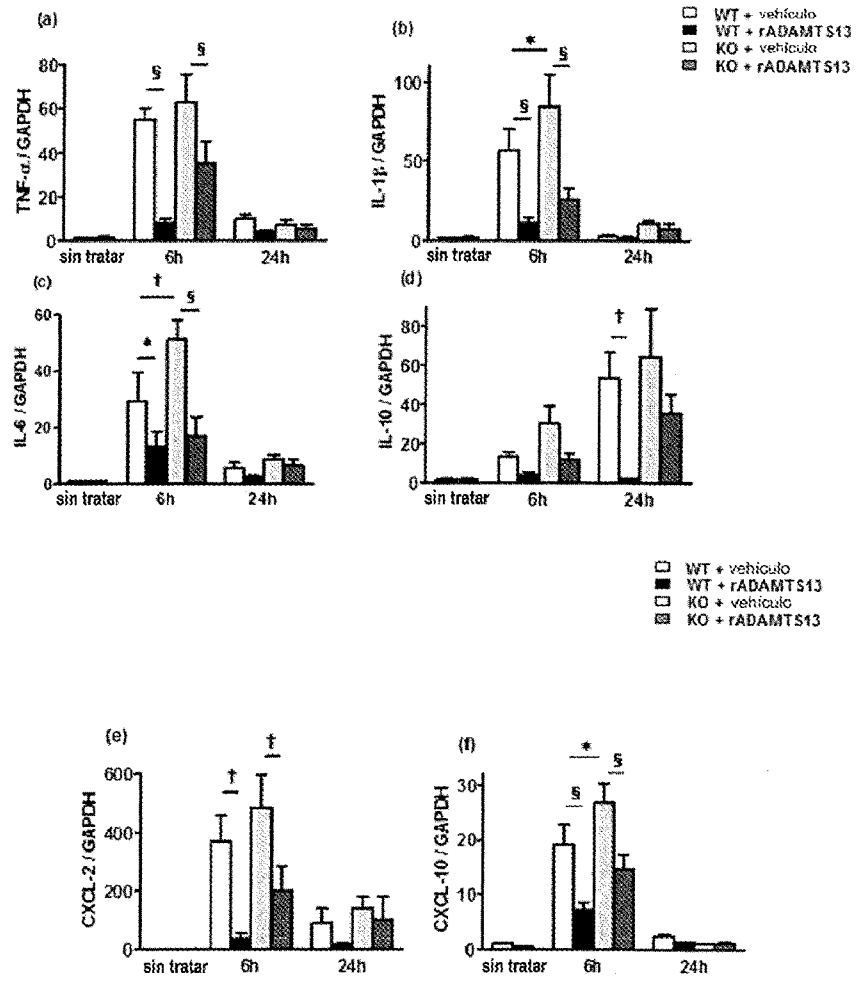 (a)
§
§
TNF-α / GAPDH
80
60
40
20
0
sin tratar 6h 24h
(b)
WT + vehículo
WT + rADAMTS13
KO + vehículo
KO + rADAMTS13
*
§
§
IL-1β / GAPDH
100
50
0
sin tratar 6h 24h
(c)
†
*
§
IL-6 / GAPDH
60
40
20
0
sin tratar 6h 24h
(d)
†
IL-10 / GAPDH
80
60
40
20
0
sin tratar 6h 24h
WT + vehículo
WT + rADAMTS13
KO + vehículo
KO + rADAMTS13
(e)
†
†
CXCL-2 / GAPDH
600
400
200
0
sin tratar 6h 24h
(f)
*
§
§
CXCL-10 / GAPDH
30
20
10
0
sin tratar 6h 24h